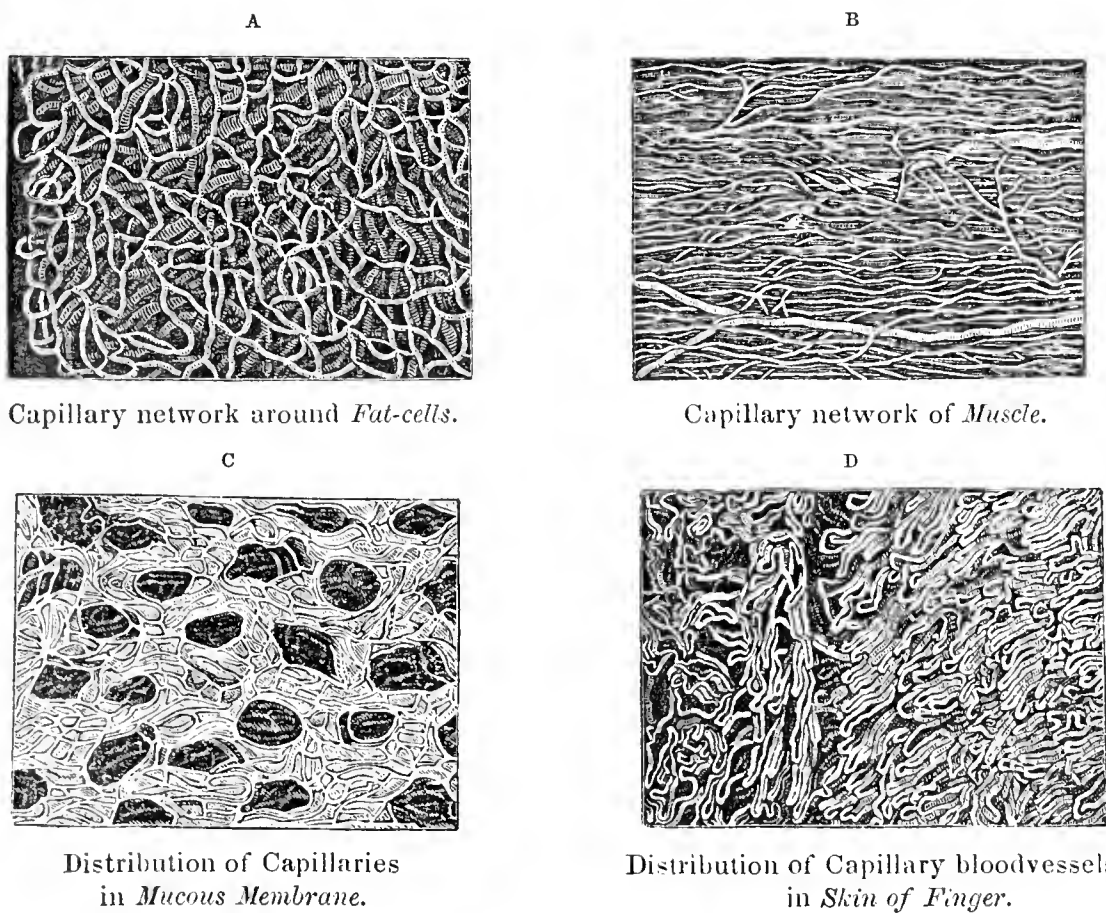 A
B
Capillary network around Fat-cells.
Capillary network of Muscle.
C
D
Distribution of Capillaries
in Mucous Membrane.
Distribution of Capillary bloodvessel
in Skin of Finger.